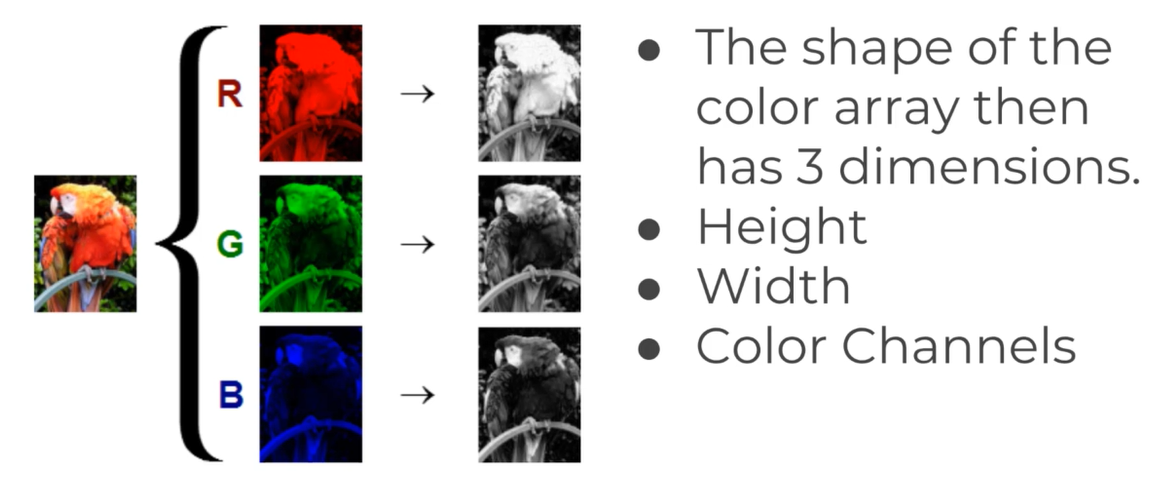 R
G
B
● The shape of the
color array then
has 3 dimensions.
● Height
● Width
● Color Channels